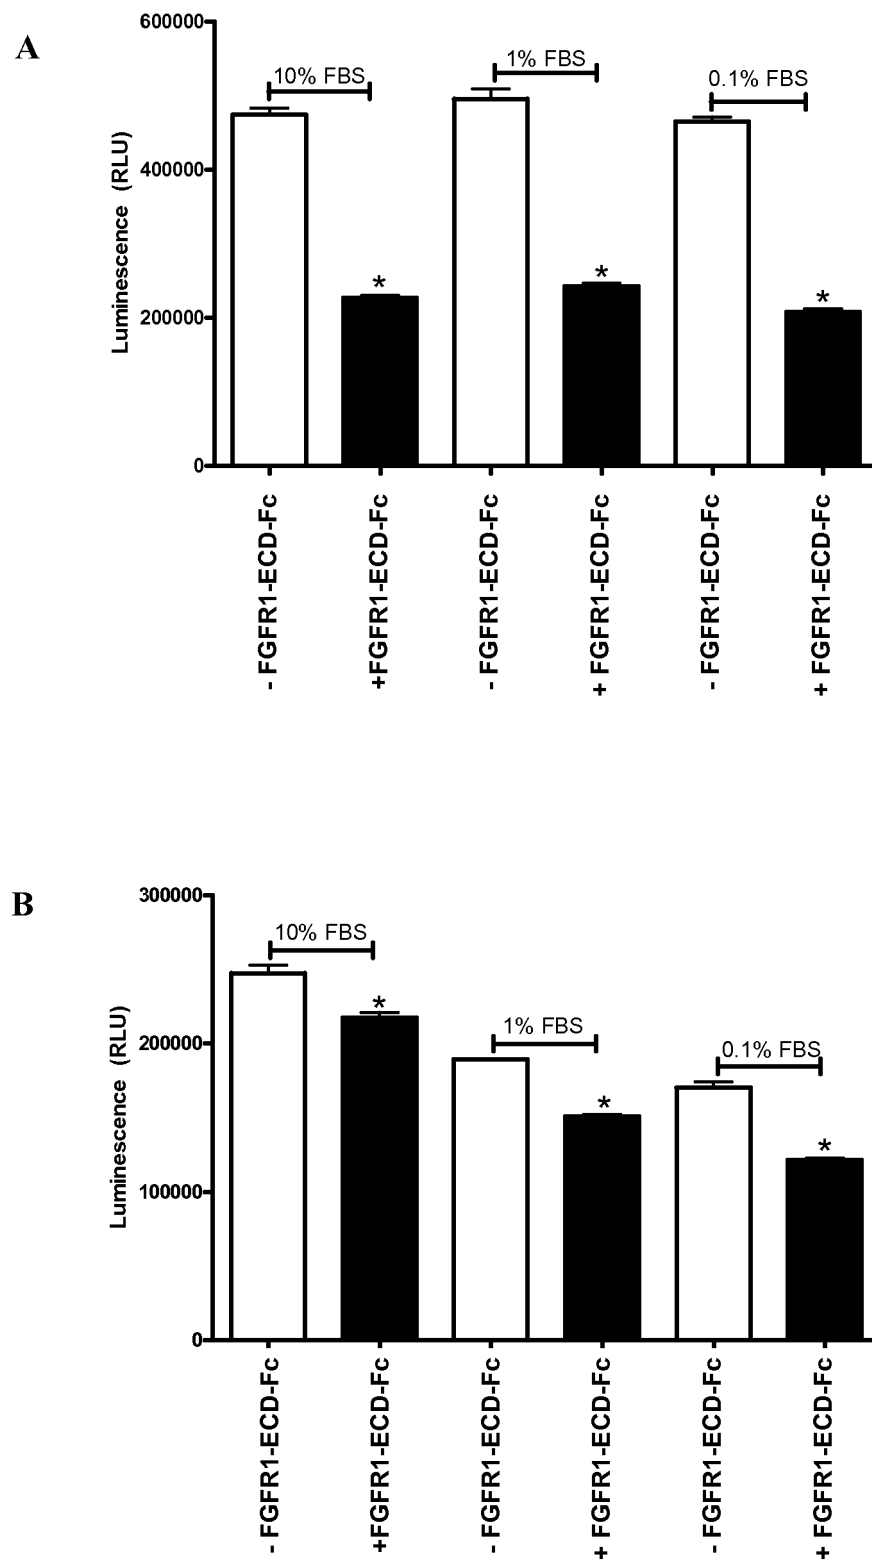 A
600000
400000
200000
0
Luminescence (RLU)
10% FBS
1% FBS
0.1% FBS
*
*
*
- FGFR1-ECD-Fc
+FGFR1-ECD-Fc
- FGFR1-ECD-Fc
+ FGFR1-ECD-Fc
- FGFR1-ECD-Fc
+ FGFR1-ECD-Fc
B
300000
200000
100000
0
Luminescence (RLU)
10% FBS
1% FBS
0.1% FBS
*
*
*
- FGFR1-ECD-Fc
+FGFR1-ECD-Fc
- FGFR1-ECD-Fc
+ FGFR1-ECD-Fc
- FGFR1-ECD-Fc
+ FGFR1-ECD-Fc